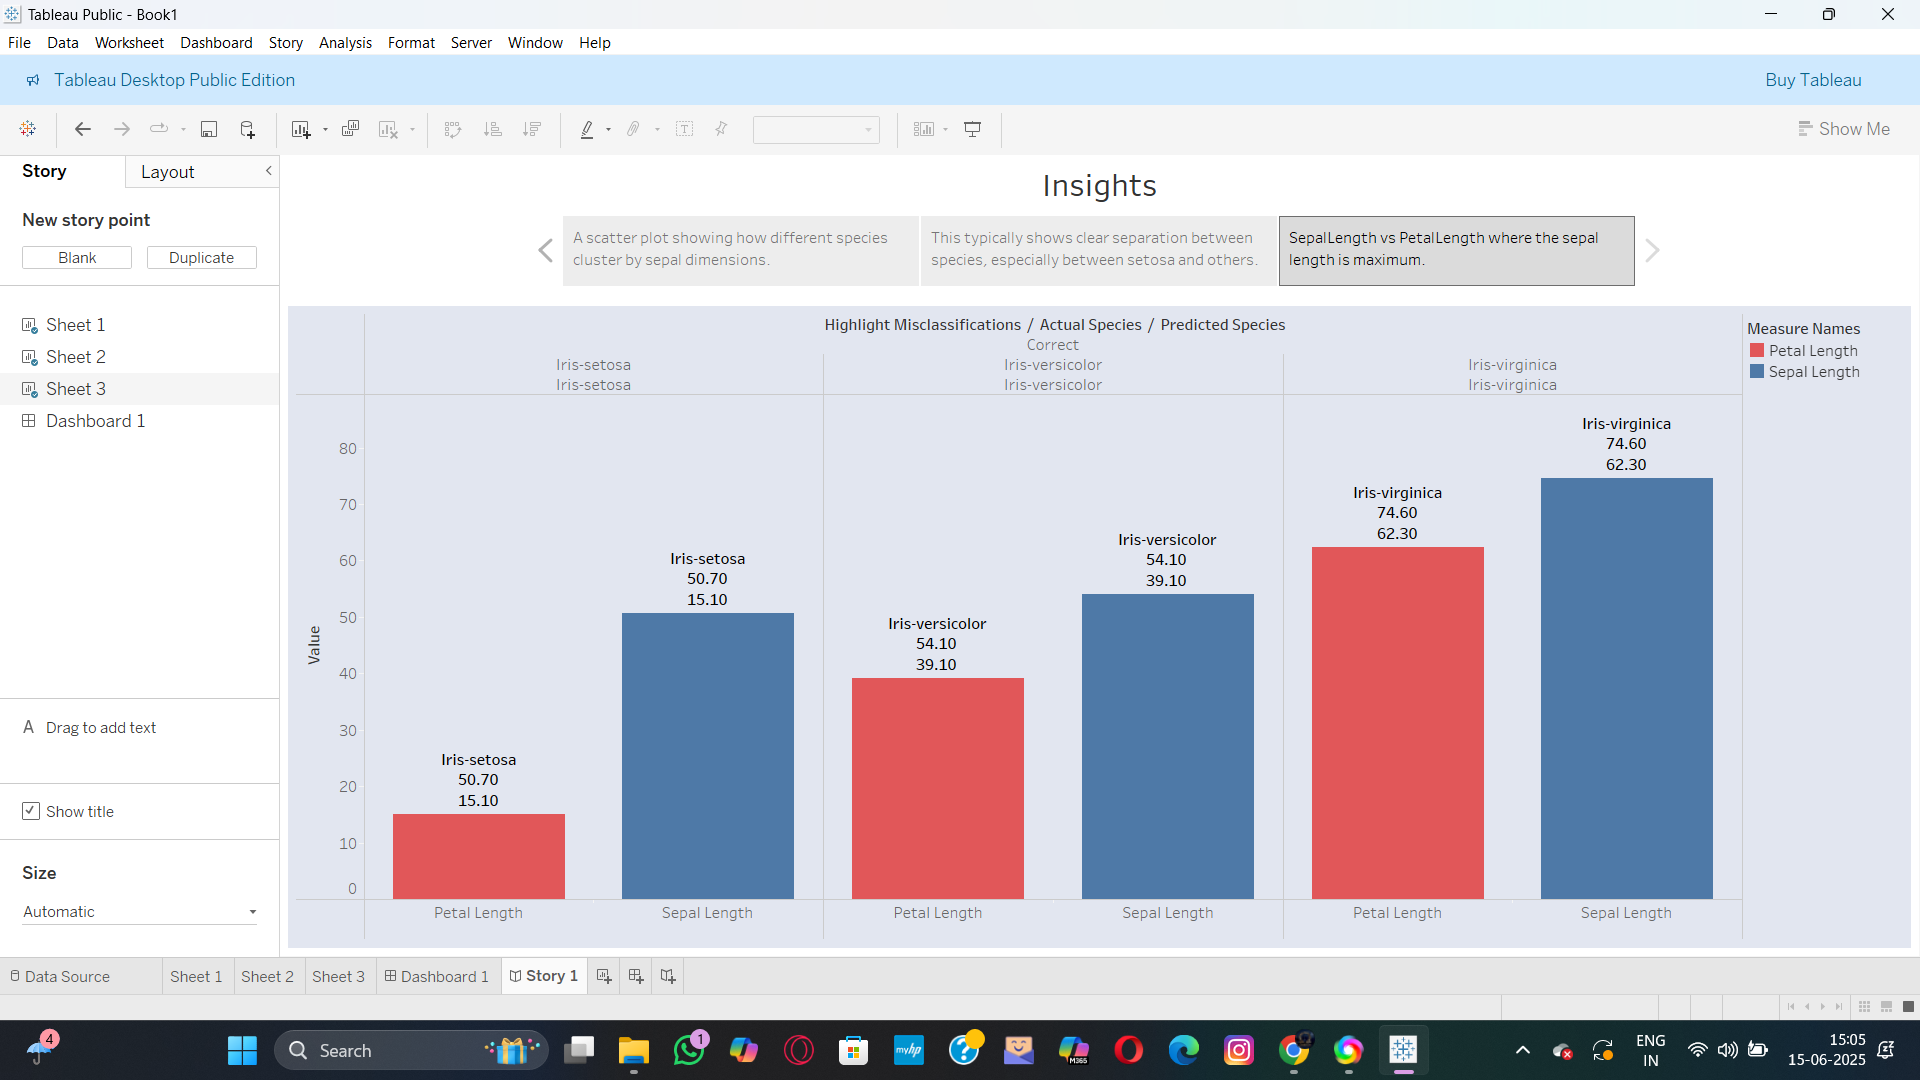 Tableau Public - Book1
File Data Worksheet Dashboard Story Analysis Format Server Window Help
Tableau Desktop Public Edition
Buy Tableau
Show Me
Story
Layout
New story point
Blank
Duplicate
Sheet 1
Sheet 2
Sheet 3
Dashboard 1
A Drag to add text
Show title
Size
Automatic
Insights
A scatter plot showing how different species
cluster by sepal dimensions.
This typically shows clear separation between
species, especially between setosa and others.
SepalLength vs PetalLength where the sepal
length is maximum.
Highlight Misclassifications / Actual Species / Predicted Species
Correct
Iris-setosa
Iris-setosa
Iris-versicolor
Iris-versicolor
Iris-virginica
Iris-virginica
Value
80
70
60
50
40
30
20
10
0
Iris-setosa
50.70
15.10
Iris-setosa
50.70
15.10
Iris-versicolor
54.10
39.10
Iris-versicolor
54.10
39.10
Iris-virginica
74.60
62.30
Iris-virginica
74.60
62.30
Petal Length
Sepal Length
Petal Length
Sepal Length
Petal Length
Sepal Length
Measure Names
Petal Length
Sepal Length
Data Source
Sheet 1
Sheet 2
Sheet 3
Dashboard 1
Story 1
4
Search
1
myhp
M365
ENG
IN
15:05
15-06-2025